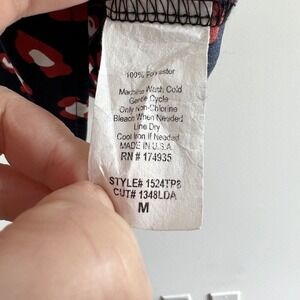 100% Polyester
Machine Wash Cold
Gentle Cycle
Only Non-Chlorine
Bleach When Needed
Line Dry
Cool Iron If Needed
MADE IN U.S.A.
RN # 174935
STYLE# 1524TP8
CUT# 1348LDA
M